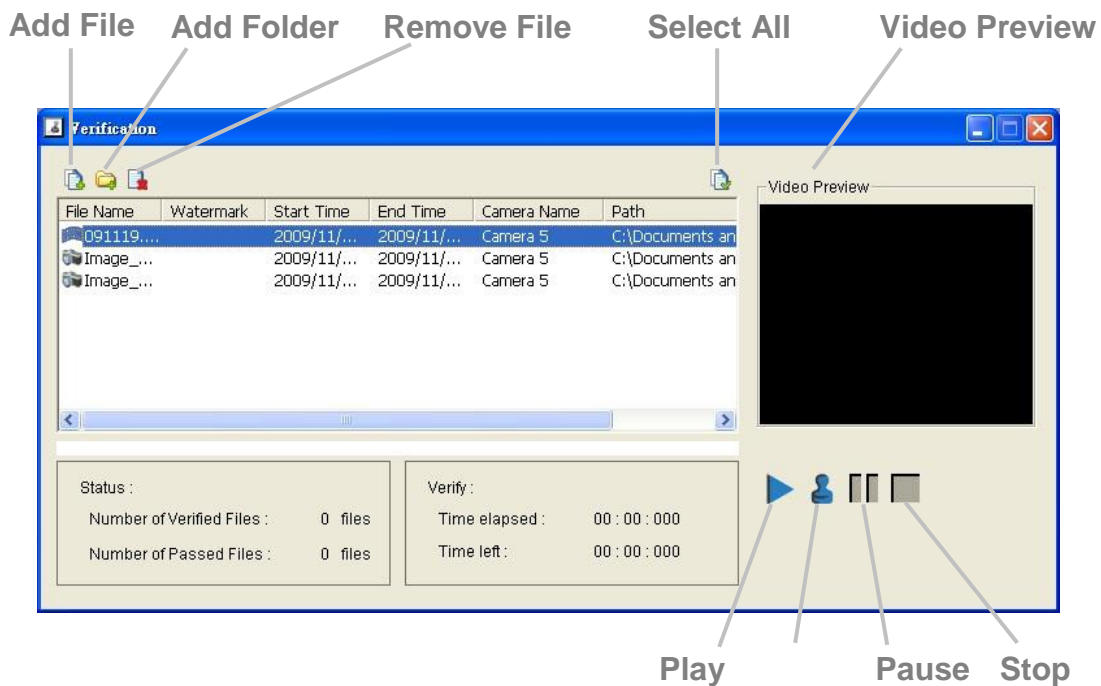 Add File Add Folder Remove File Select All Video Preview
Verification
Video Preview
File Name Watermark Start Time End Time Camera Name Path
091119.... 2009/11/... 2009/11/... Camera 5 C:\Documents an
Image_... 2009/11/... 2009/11/... Camera 5 C:\Documents an
Image_... 2009/11/... 2009/11/... Camera 5 C:\Documents an
Status :
Number of Verified Files : 0 files
Number of Passed Files : 0 files
Verify :
Time elapsed : 00 : 00 : 000
Time left : 00 : 00 : 000
Play Pause Stop